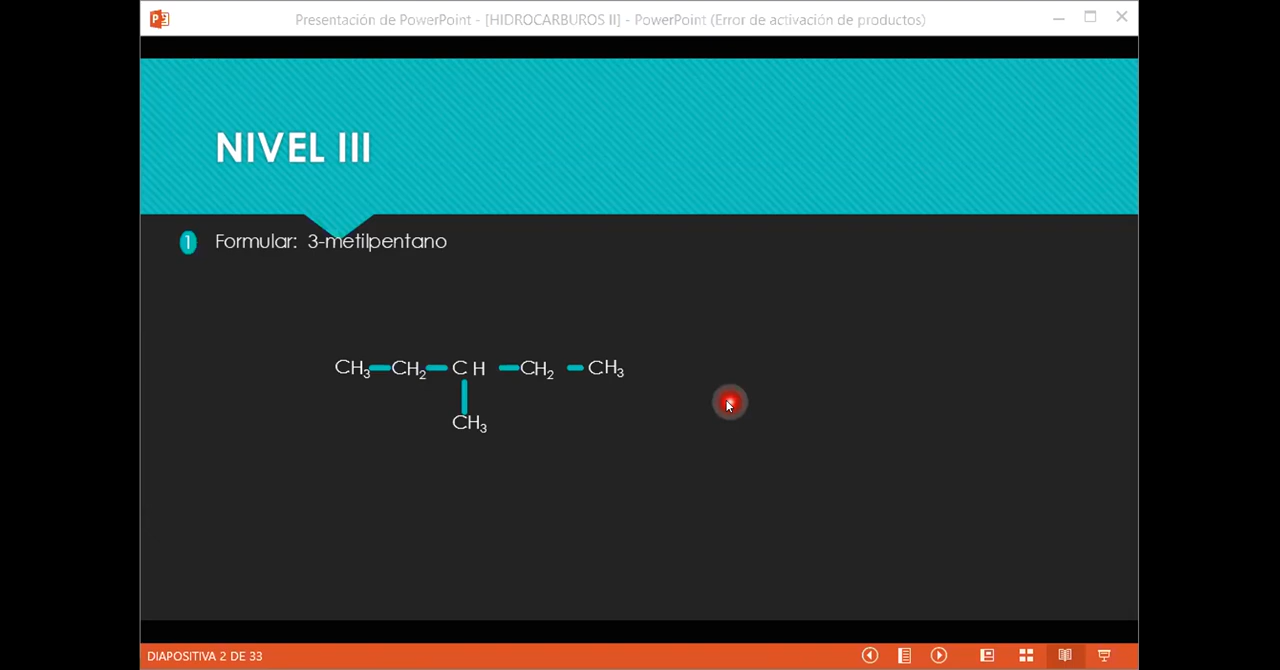 Presentación de PowerPoint - [HIDROCARBUROS II] - PowerPoint (Error de activación de productos)
NIVEL III
1 Formular: 3-metilpentano
CH₃ CH₂ C H CH₂ CH₃
CH₃
DIAPOSITIVA 2 DE 33